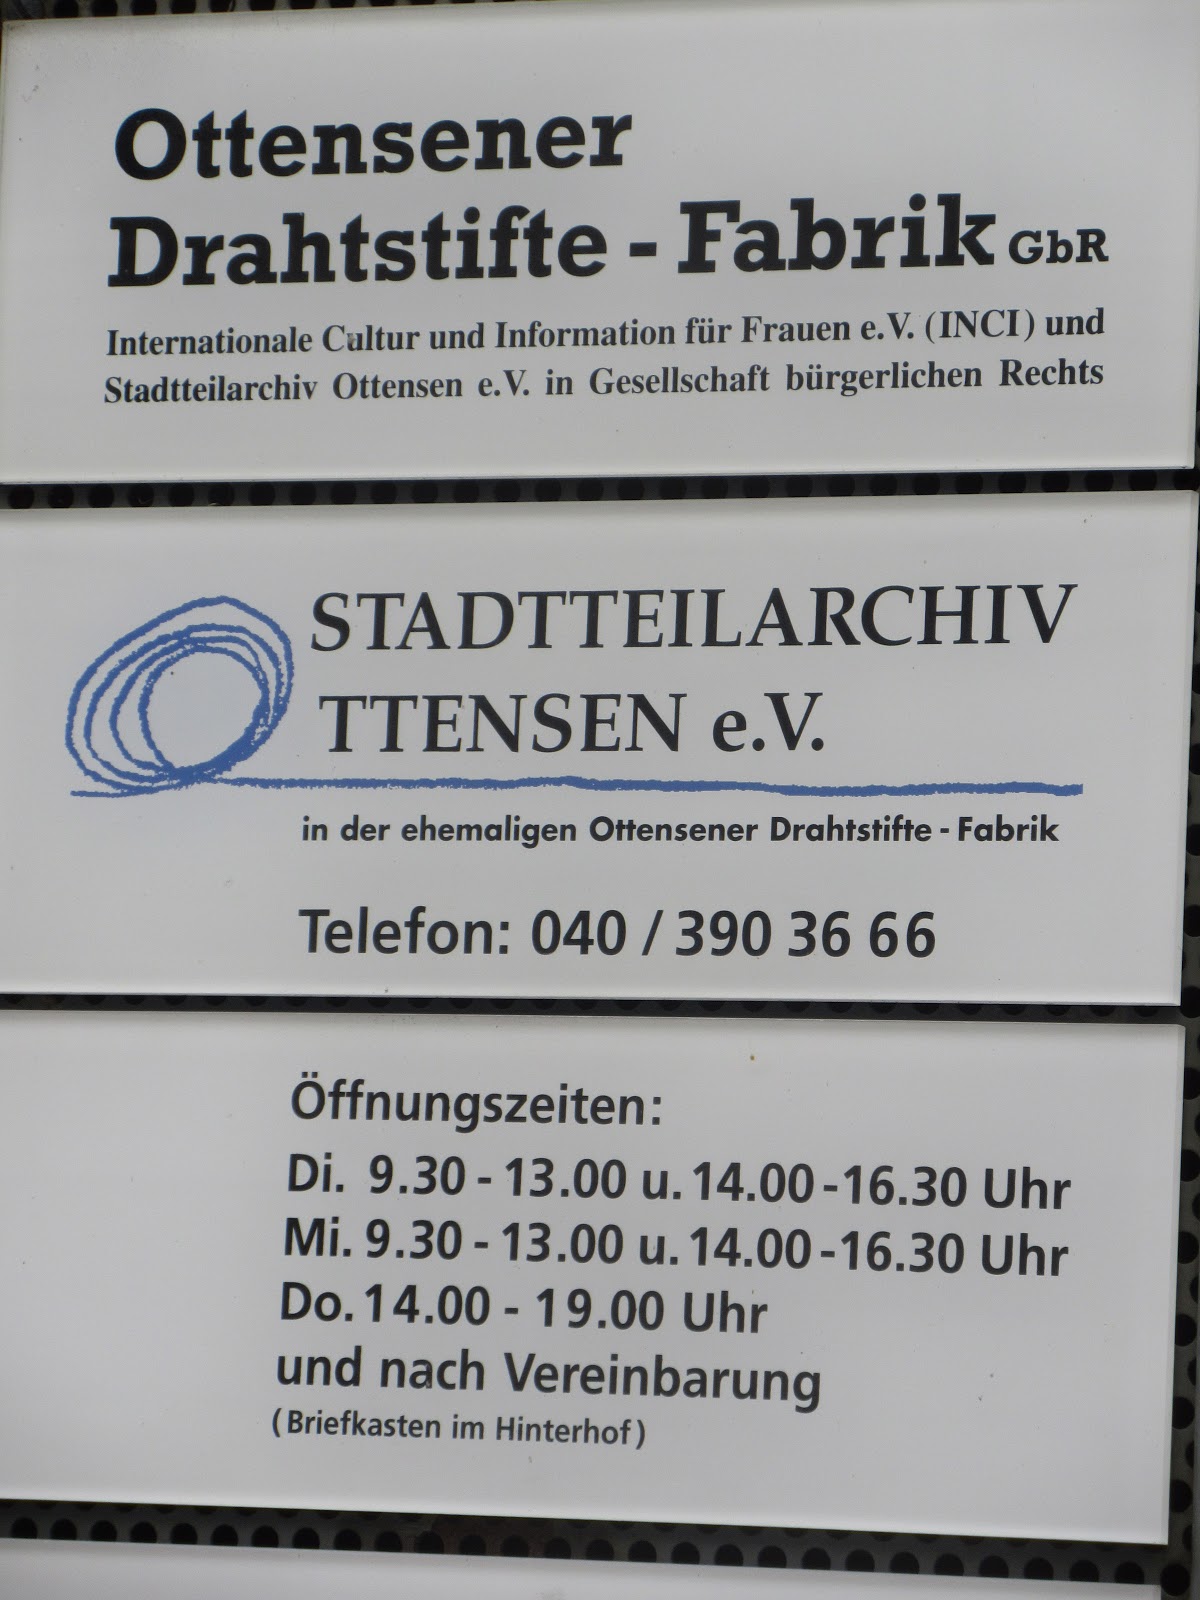 Ottensener
Drahtstifte - Fabrik GbR
Internationale Cultur und Information für Frauen e.V. (INCI) und
Stadtteilarchiv Ottensen e.V. in Gesellschaft bürgerlichen Rechts
STADTTEILARCHIV
OTTENSEN e.V.
in der ehemaligen Ottensener Drahtstifte - Fabrik
Telefon: 040 / 390 36 66
Öffnungszeiten:
Di. 9.30 - 13.00 u. 14.00 - 16.30 Uhr
Mi. 9.30 - 13.00 u. 14.00 - 16.30 Uhr
Do. 14.00 - 19.00 Uhr
und nach Vereinbarung
(Briefkasten im Hinterhof)